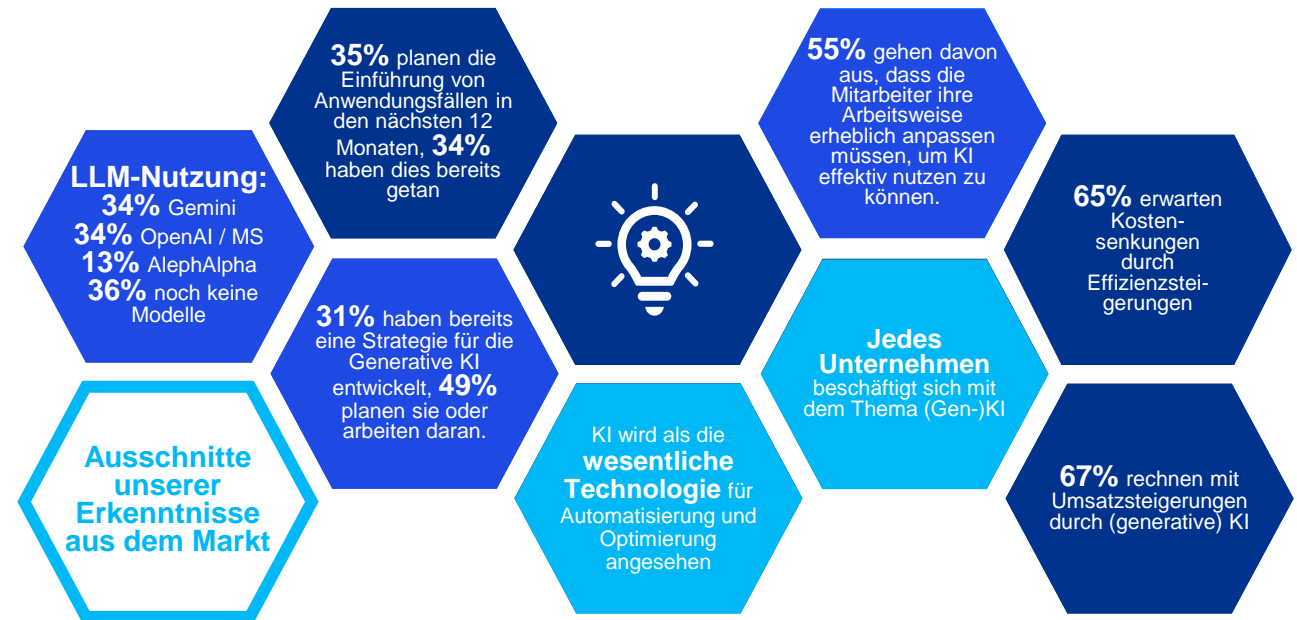 35% planen die
Einführung von
Anwendungsfällen in
den nächsten 12
Monaten, 34%
haben dies bereits
getan
55% gehen davon
aus, dass die
Mitarbeiter ihre
Arbeitsweise
erheblich anpassen
müssen, um KI
effektiv nutzen zu
können.
LLM-Nutzung:
34% Gemini
34% OpenAI / MS
13% AlephAlpha
36% noch keine
Modelle
65% erwarten
Kosten-
senkungen
durch
Effizienzstei-
gerungen
31% haben bereits
eine Strategie für die
Generative KI
entwickelt, 49%
planen sie oder
arbeiten daran.
Jedes
Unternehmen
beschäftigt sich mit
dem Thema (Gen-)KI
Ausschnitte
unserer
Erkenntnisse
aus dem Markt
KI wird als die
wesentliche
Technologie für
Automatisierung und
Optimierung
angesehen
67% rechnen mit
Umsatzsteigerungen
durch (generative) KI